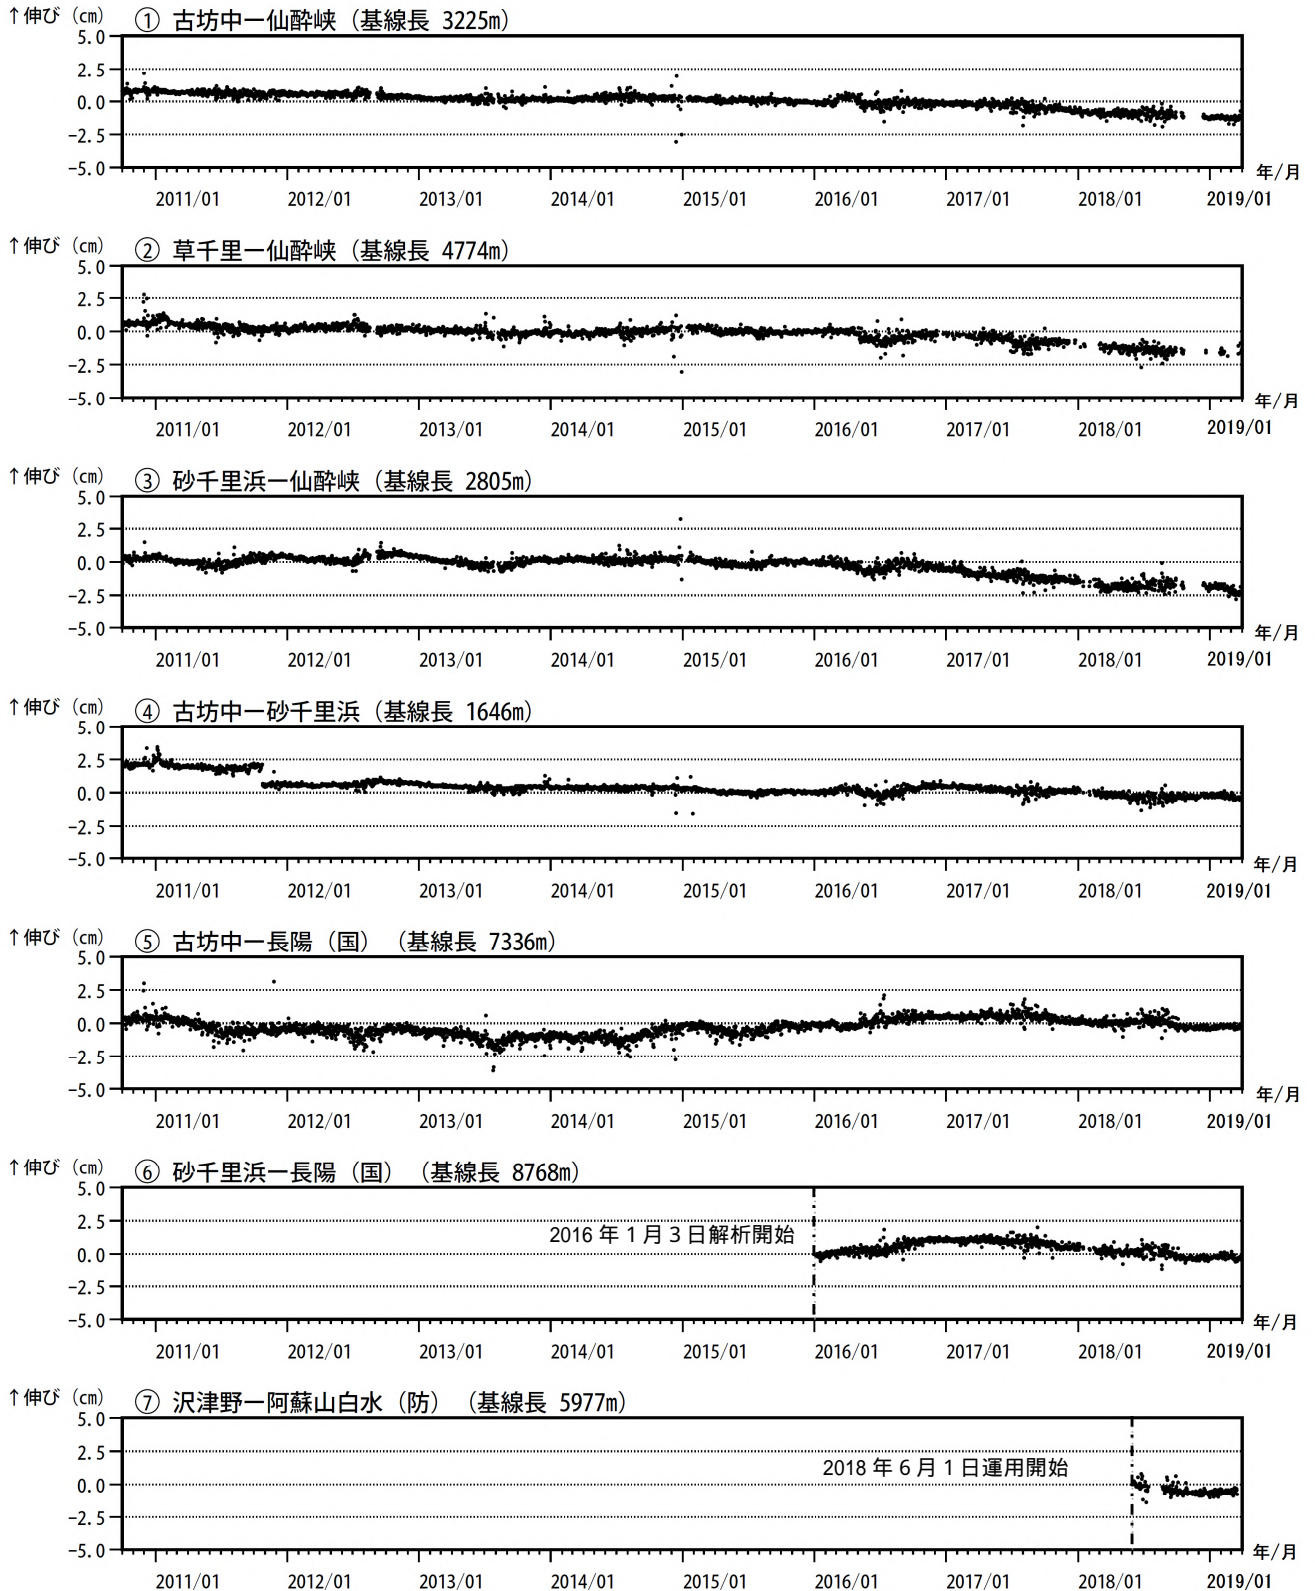 ↑伸び（cm） ① 古坊中ー仙酔峡（基線長 3225m）
5.0
2.5
0.0
−2.5
−5.0
年/月
2011/01 2012/01 2013/01 2014/01 2015/01 2016/01 2017/01 2018/01 2019/01
↑伸び（cm） ② 草千里ー仙酔峡（基線長 4774m）
5.0
2.5
0.0
−2.5
−5.0
年/月
2011/01 2012/01 2013/01 2014/01 2015/01 2016/01 2017/01 2018/01 2019/01
↑伸び（cm） ③ 砂千里浜ー仙酔峡（基線長 2805m）
5.0
2.5
0.0
−2.5
−5.0
年/月
2011/01 2012/01 2013/01 2014/01 2015/01 2016/01 2017/01 2018/01 2019/01
↑伸び（cm） ④ 古坊中ー砂千里浜（基線長 1646m）
5.0
2.5
0.0
−2.5
−5.0
年/月
2011/01 2012/01 2013/01 2014/01 2015/01 2016/01 2017/01 2018/01 2019/01
↑伸び（cm） ⑤ 古坊中ー長陽（国）（基線長 7336m）
5.0
2.5
0.0
−2.5
−5.0
年/月
2011/01 2012/01 2013/01 2014/01 2015/01 2016/01 2017/01 2018/01 2019/01
↑伸び（cm） ⑥ 砂千里浜ー長陽（国）（基線長 8768m）
5.0
2.5
2016 年 1 月 3 日解析開始
0.0
−2.5
−5.0
年/月
2011/01 2012/01 2013/01 2014/01 2015/01 2016/01 2017/01 2018/01 2019/01
↑伸び（cm） ⑦ 沢津野ー阿蘇山白水（防）（基線長 5977m）
5.0
2.5
2018 年 6 月 1 日運用開始
0.0
−2.5
−5.0
年/月
2011/01 2012/01 2013/01 2014/01 2015/01 2016/01 2017/01 2018/01 2019/01